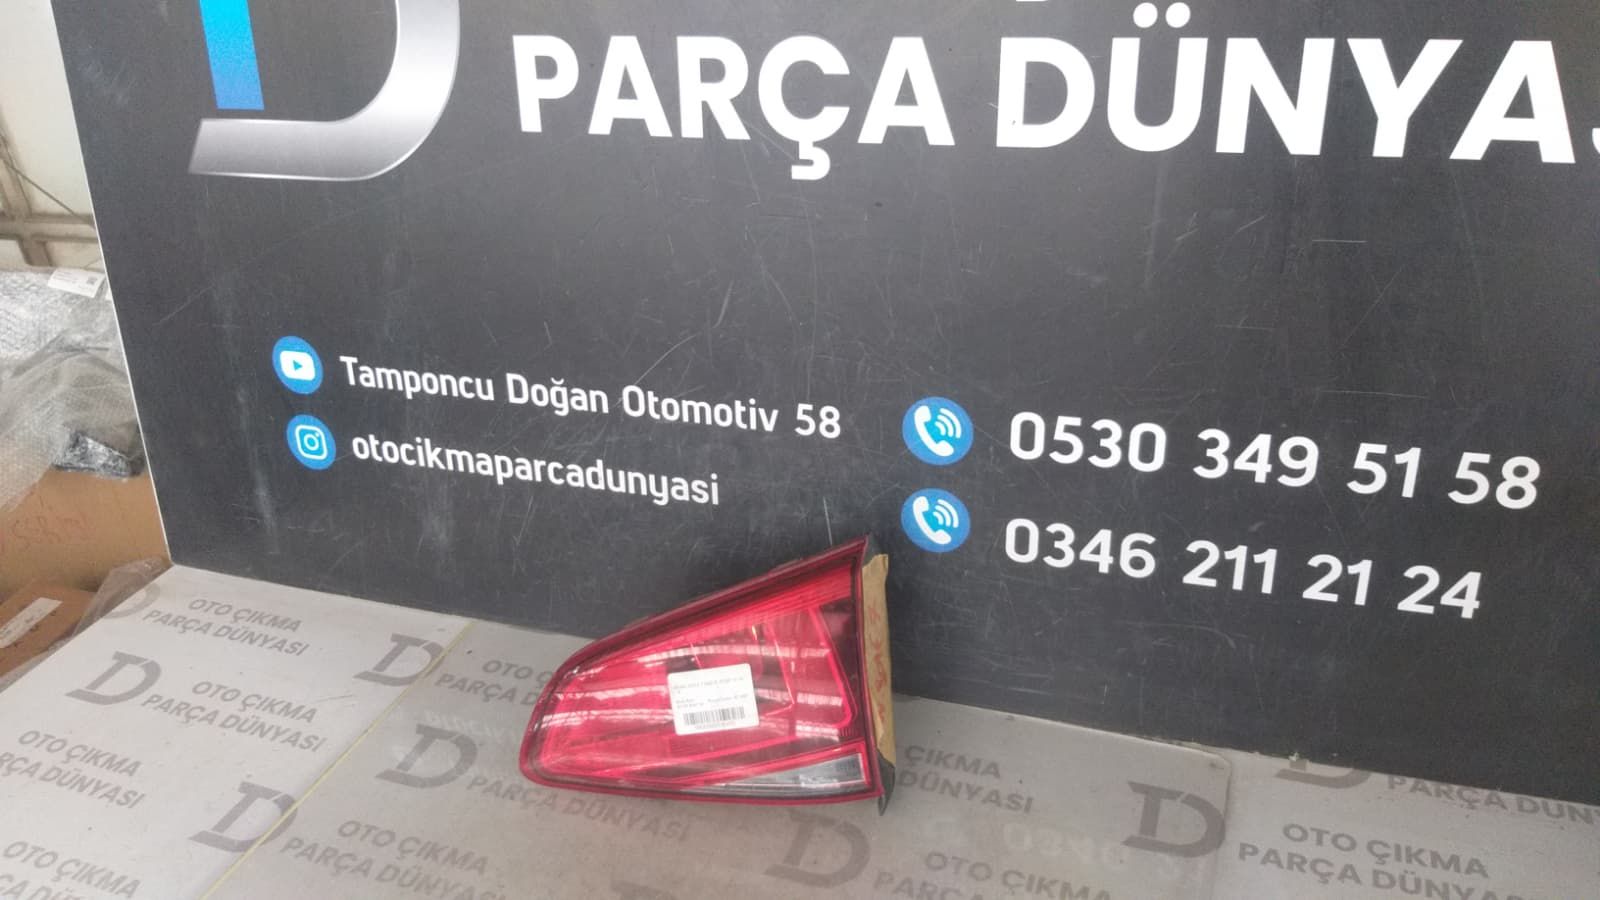 PARÇA DÜNYAS
Tamponcu Doğan Otomotiv 58
otocikmaparcadunyasi
0530 349 51 58
0346 211 21 24
OTO ÇIKMA
PARÇA DÜNYASI
OTO ÇIKMA
PARÇA DÜNYASI
OTO ÇIKMA
PARÇA DÜNYASI
OTO ÇIKMA
PARÇA DÜNYASI
OTO ÇIKMA
PARÇA DÜNYASI
OTO ÇIKMA
PARÇA DÜNYASI